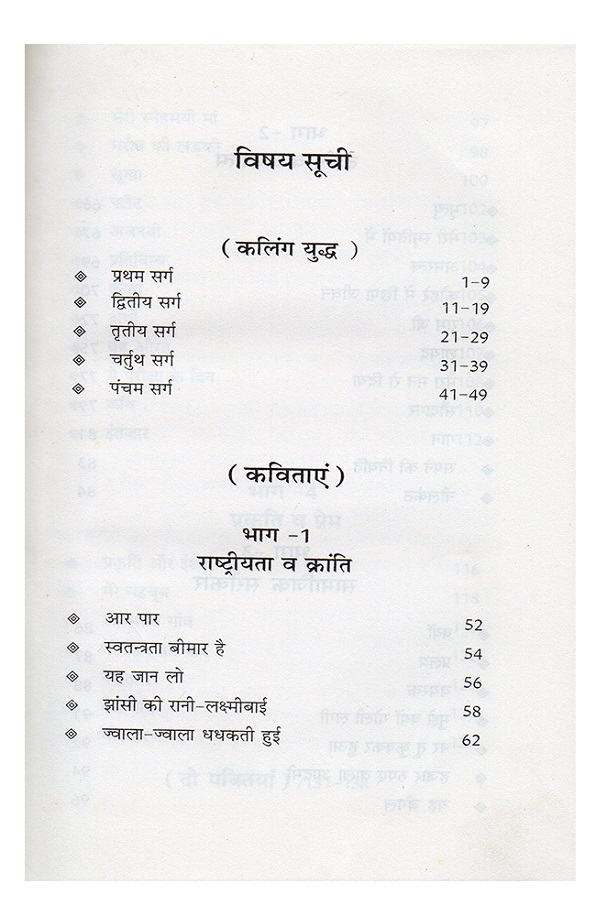 विषय सूची
( कलिंग युद्ध )
प्रथम सर्ग 1-9
द्वितीय सर्ग 11-19
तृतीय सर्ग 21-29
चर्तुथ सर्ग 31-39
पंचम सर्ग 41-49
( कविताएं )
भाग -1
राष्ट्रीयता व क्रांति
आर पार 52
स्वतन्त्रता बीमार है 54
यह जान लो 56
झांसी की रानी-लक्ष्मीबाई 58
ज्वाला-ज्वाला धधकती हुई 62